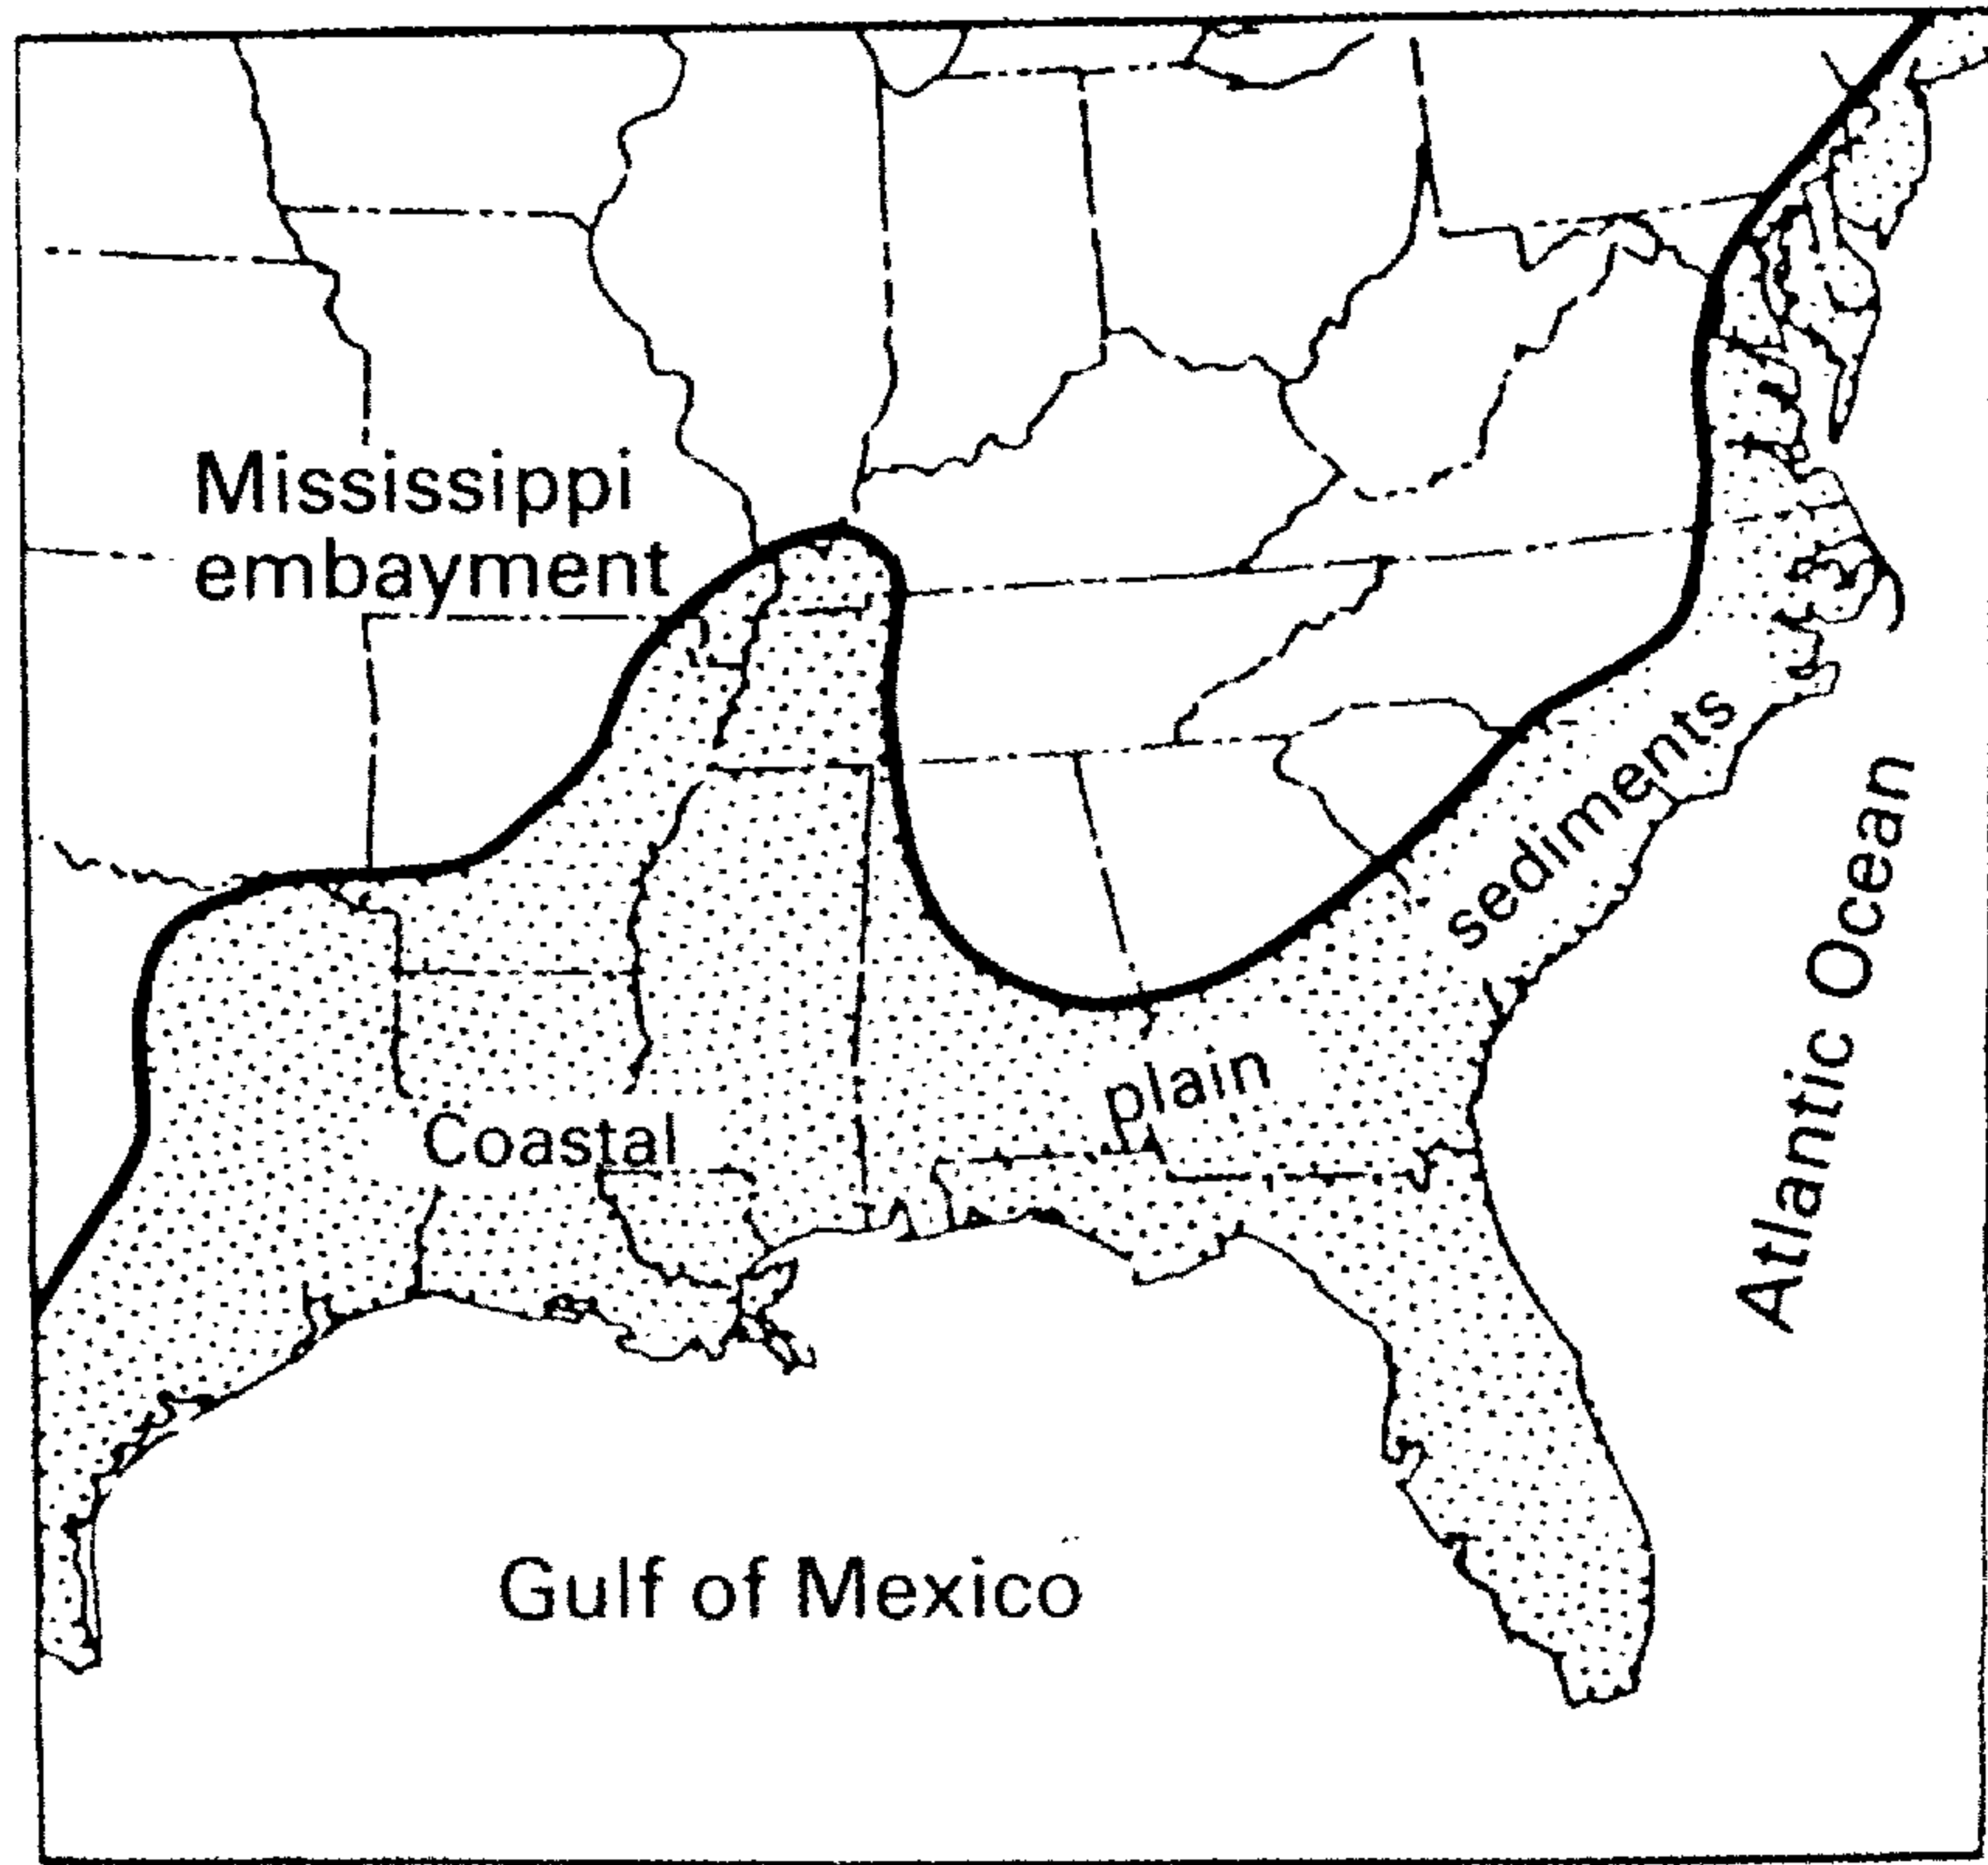 Mississippi
embayment
sediments
Atlantic Ocean
plain
Coastal
Gulf of Mexico